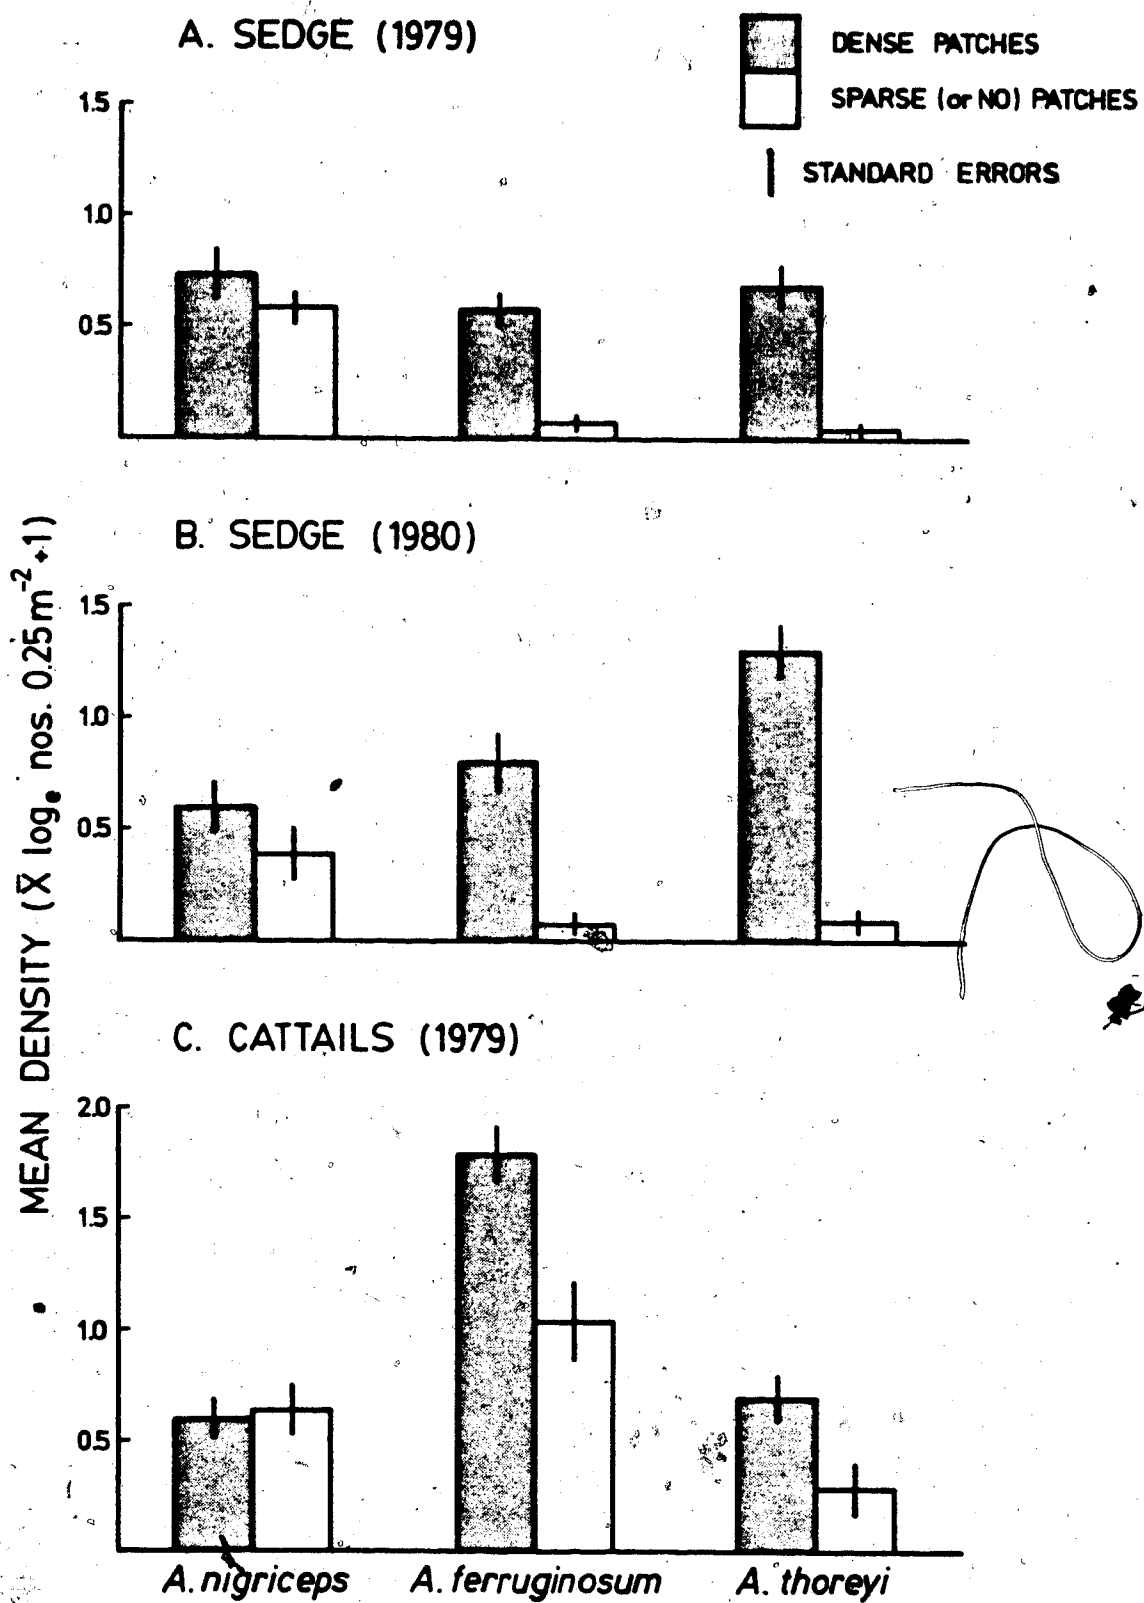 A. SEDGE (1979)
DENSE PATCHES
SPARSE (or NO) PATCHES
STANDARD ERRORS
1.5
1.0
0.5
B. SEDGE (1980)
1.5
1.0
0.5
MEAN DENSITY (X̄ logₑ nos. 0.25m⁻² +1)
C. CATTAILS (1979)
2.0
1.5
1.0
0.5
A. nigriceps A. ferruginosum A. thoreyi